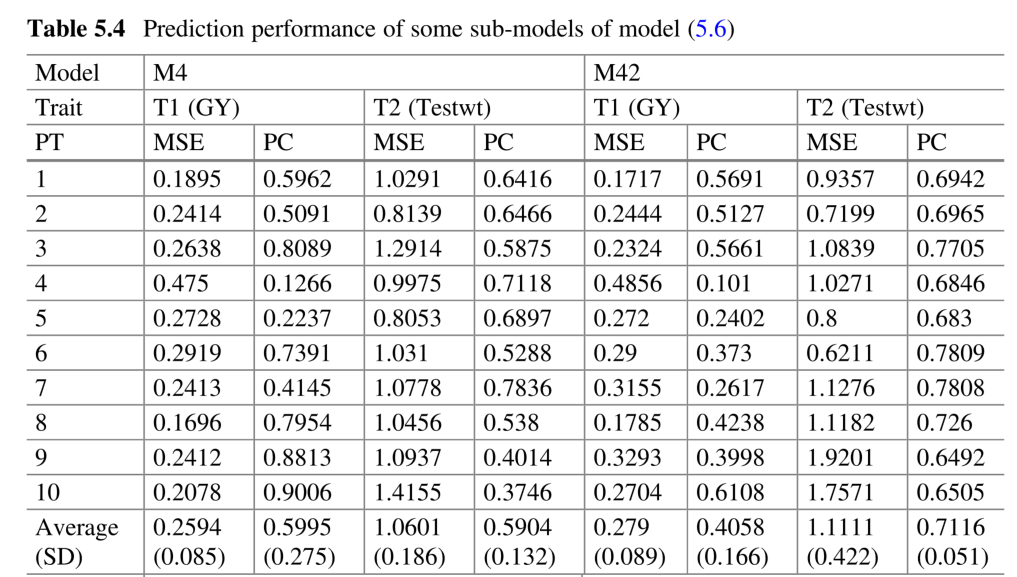 Table 5.4 Prediction performance of some sub-models of model (5.6)
Model M4 M42
Trait T1 (GY) T2 (Testwt) T1 (GY) T2 (Testwt)
PT MSE PC MSE PC MSE PC MSE PC
1 0.1895 0.5962 1.0291 0.6416 0.1717 0.5691 0.9357 0.6942
2 0.2414 0.5091 0.8139 0.6466 0.2444 0.5127 0.7199 0.6965
3 0.2638 0.8089 1.2914 0.5875 0.2324 0.5661 1.0839 0.7705
4 0.475 0.1266 0.9975 0.7118 0.4856 0.101 1.0271 0.6846
5 0.2728 0.2237 0.8053 0.6897 0.272 0.2402 0.8 0.683
6 0.2919 0.7391 1.031 0.5288 0.29 0.373 0.6211 0.7809
7 0.2413 0.4145 1.0778 0.7836 0.3155 0.2617 1.1276 0.7808
8 0.1696 0.7954 1.0456 0.538 0.1785 0.4238 1.1182 0.726
9 0.2412 0.8813 1.0937 0.4014 0.3293 0.3998 1.9201 0.6492
10 0.2078 0.9006 1.4155 0.3746 0.2704 0.6108 1.7571 0.6505
Average 0.2594 0.5995 1.0601 0.5904 0.279 0.4058 1.1111 0.7116
(SD) (0.085) (0.275) (0.186) (0.132) (0.089) (0.166) (0.422) (0.051)